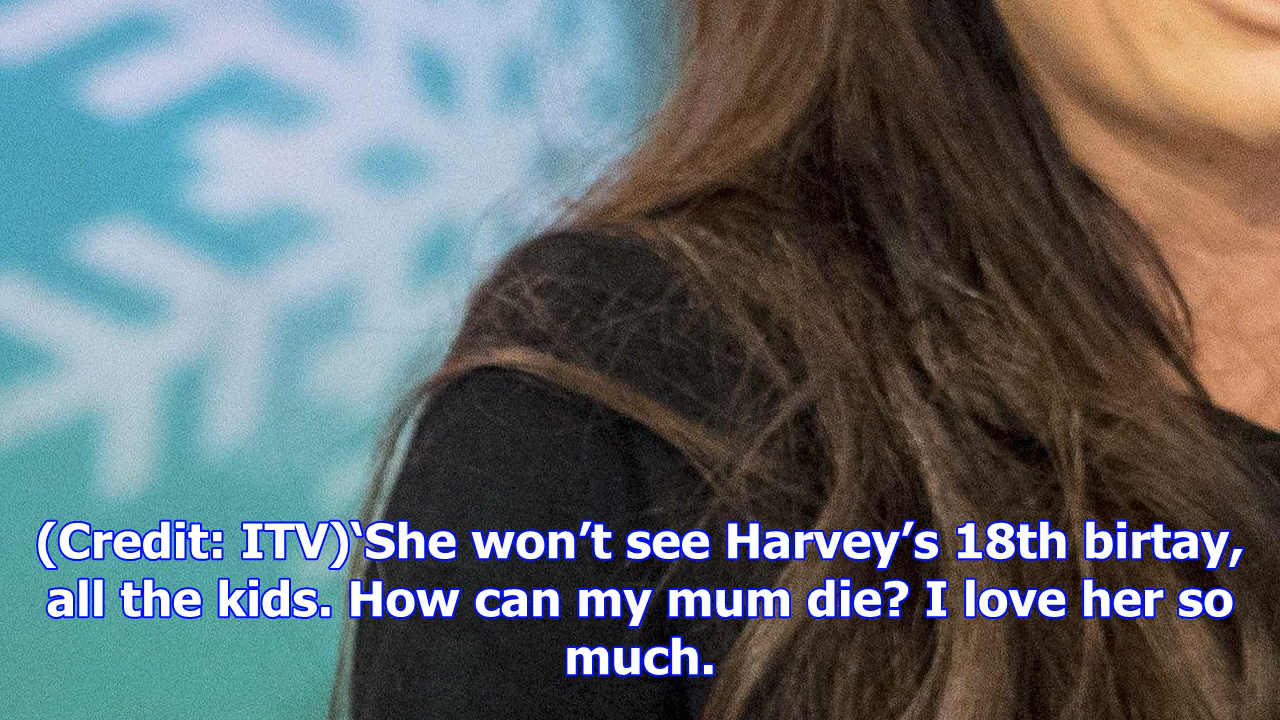 (Credit: ITV)‘She won’t see Harvey’s 18th birtay,
all the kids. How can my mum die? I love her so
much.